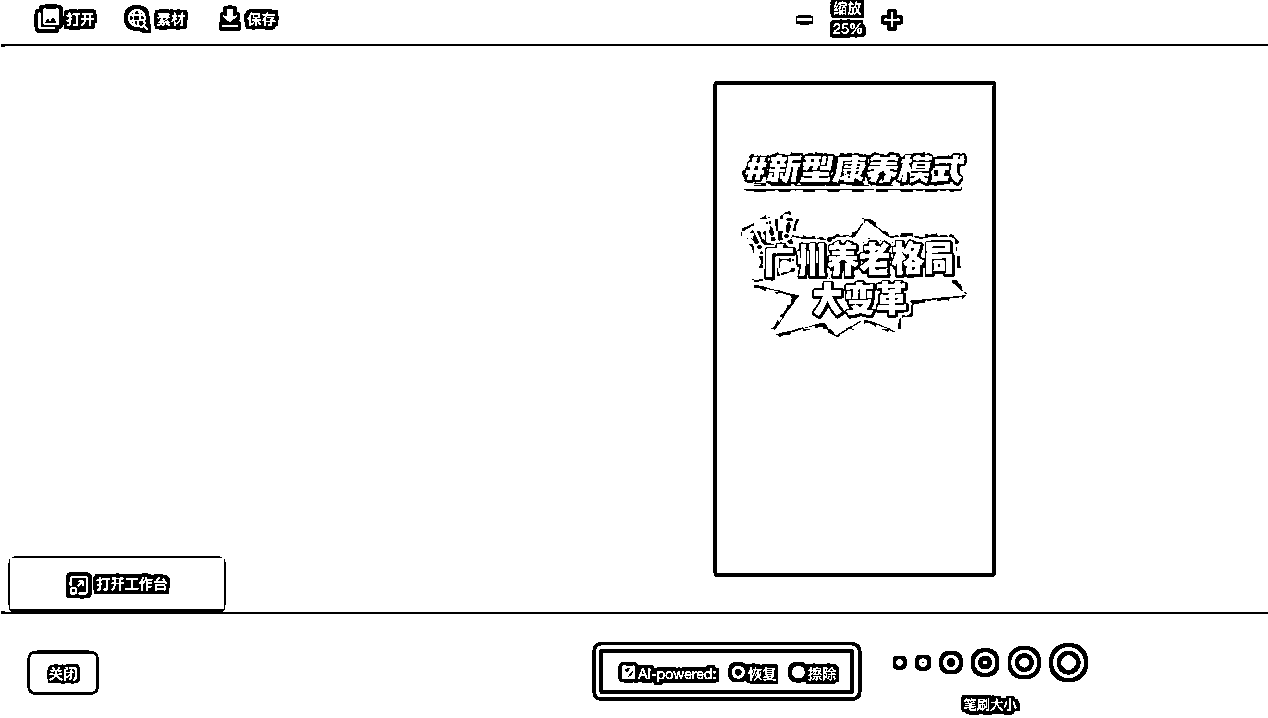 打开 素材 保存
缩放
25%
#新型康养模式
广州养老格局
大变革
打开工作台
关闭
AI-powered: 恢复 擦除
笔刷大小